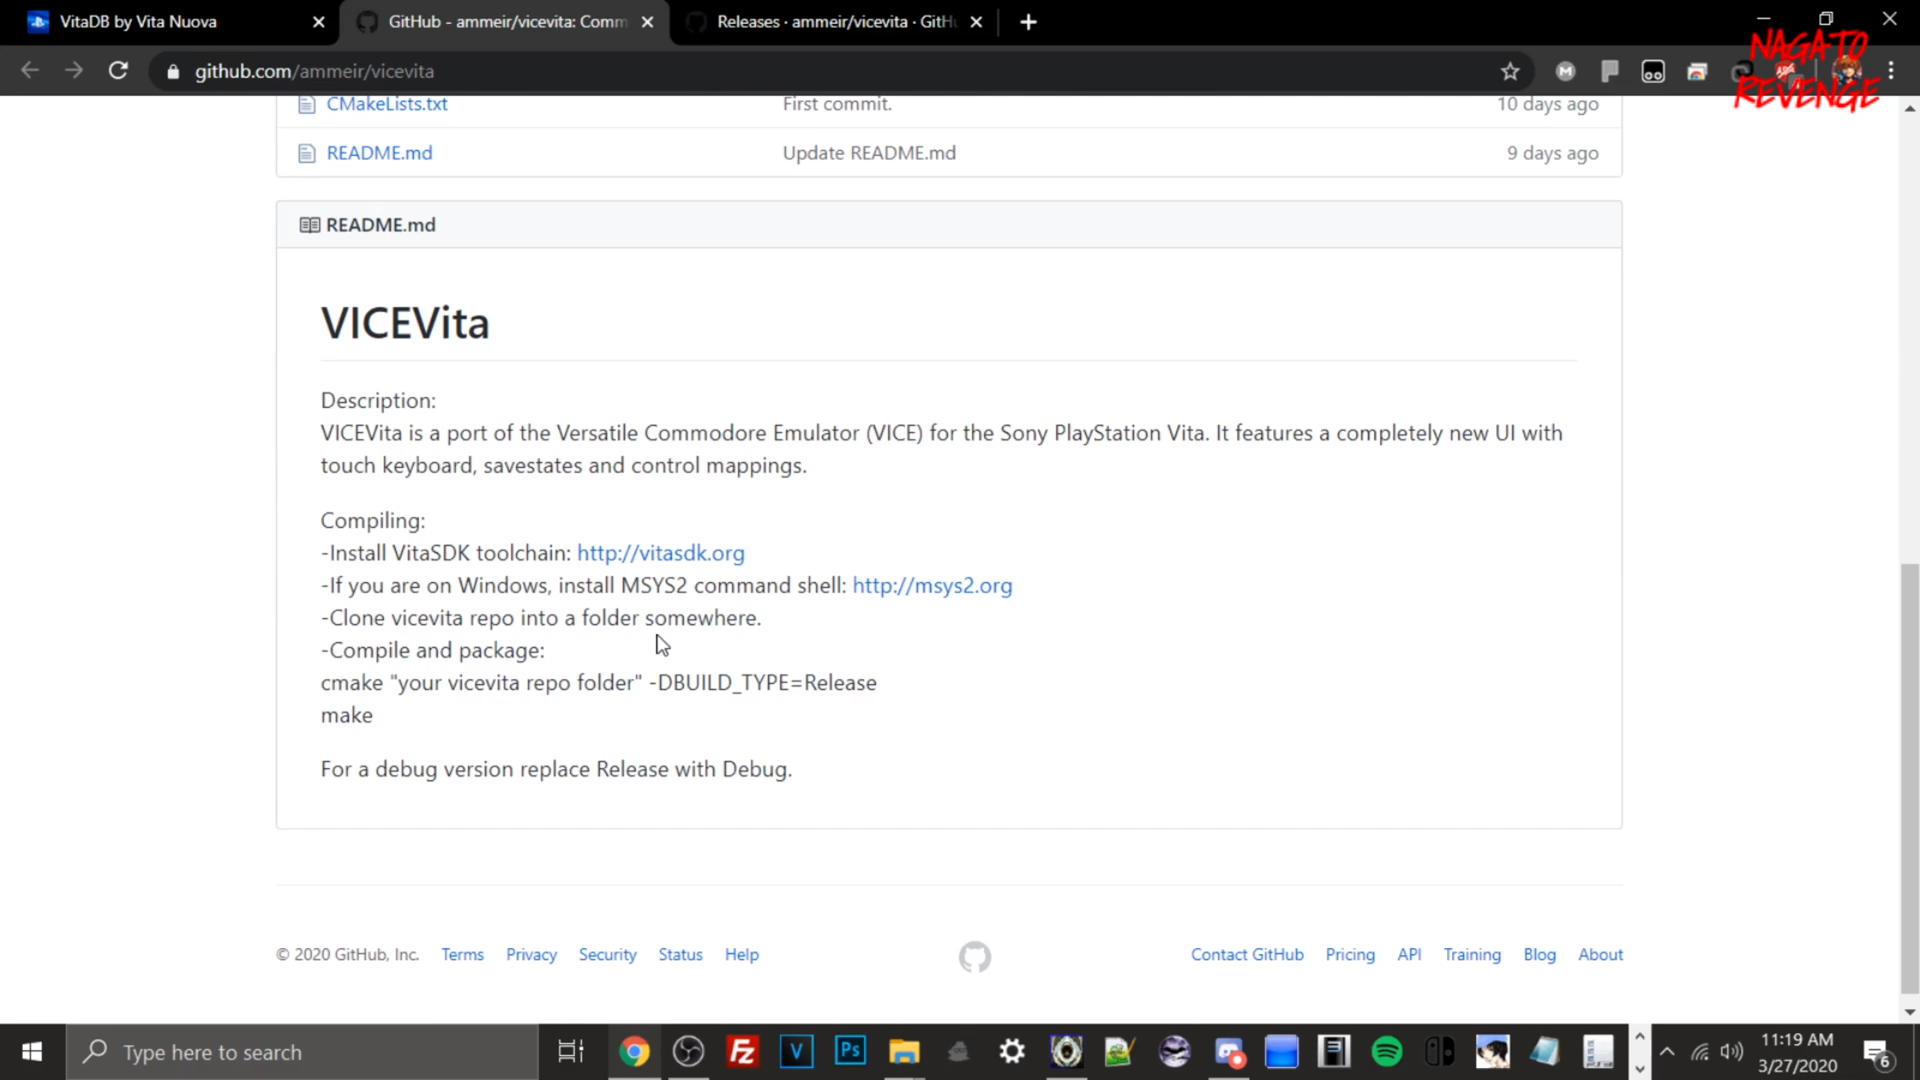 VitaDB by Vita Nuova
GitHub - ammeir/vicevita: Comm
Releases · ammeir/vicevita · GitH
github.com/ammeir/vicevita
NAGATO
REVENGE
CMakeLists.txt First commit. 10 days ago
README.md Update README.md 9 days ago
README.md
VICEVita
Description:
VICEVita is a port of the Versatile Commodore Emulator (VICE) for the Sony PlayStation Vita. It features a completely new UI with
touch keyboard, savestates and control mappings.
Compiling:
-Install VitaSDK toolchain: http://vitasdk.org
-If you are on Windows, install MSYS2 command shell: http://msys2.org
-Clone vicevita repo into a folder somewhere.
-Compile and package:
cmake "your vicevita repo folder" -DBUILD_TYPE=Release
make
For a debug version replace Release with Debug.
© 2020 GitHub, Inc. Terms Privacy Security Status Help Contact GitHub Pricing API Training Blog About
Type here to search
Fz
V
Ps
11:19 AM
3/27/2020
6